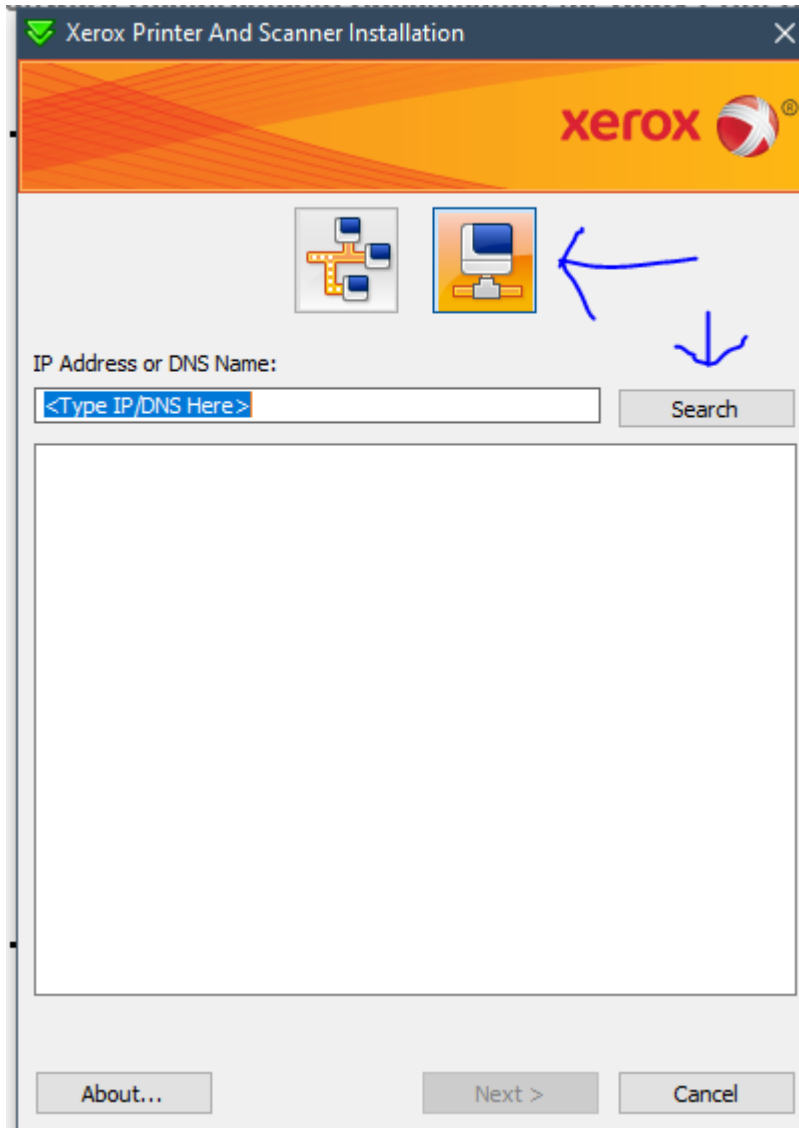 Xerox Printer And Scanner Installation
xerox ®
IP Address or DNS Name:
<Type IP/DNS Here>
Search
About...
Next >
Cancel